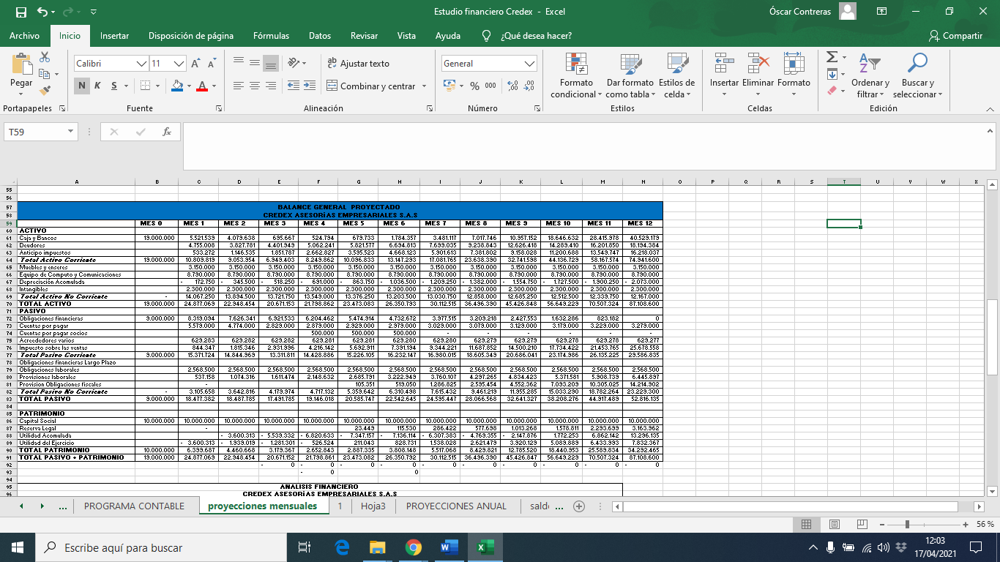 Estudio financiero Credex - Excel
Óscar Contreras
Archivo Inicio Insertar Disposición de página Fórmulas Datos Revisar Vista Ayuda ¿Qué desea hacer? Compartir
Calibri 11 Ajustar texto General
Pegar N K S Combinar y centrar % 000
Formato condicional Dar formato como tabla Estilos de celda Insertar Eliminar Formato Ordenar y filtrar Buscar y seleccionar
Portapapeles Fuente Alineación Número Estilos Celdas Edición
T59 fx
A B C D E F G H I J K L M N O P Q R S T U V W X
55
56
57 BALANCE GENERAL PROYECTADO
58 CREDEX ASESORÍAS EMPRESARIALES S.A.S
59 MES 0 MES 1 MES 2 MES 3 MES 4 MES 5 MES 6 MES 7 MES 8 MES 9 MES 10 MES 11 MES 12
60 ACTIVO
61 Caja y Bancos 19.000.000 5.521.539 4.079.638 695.667 524.794 679.733 1.784.357 3.481.117 7.017.746 10.957.152 18.646.632 28.415.978 40.529.179
62 Deudores 4.755.008 3.827.781 4.401.949 5.062.241 5.821.577 6.694.813 7.699.035 9.238.843 12.626.418 14.289.410 16.201.850 18.194.384
63 Anticipo impuestos 533.272 1.146.535 1.851.787 2.662.827 3.595.523 4.668.123 5.901.613 7.381.802 9.158.028 11.200.688 13.549.747 16.218.037
64 Total Activo Corriente 19.000.000 10.809.819 9.053.954 6.949.403 8.249.862 10.096.833 13.147.293 17.081.765 23.638.390 32.741.598 44.136.729 58.167.574 74.941.600
65 Muebles y enseres 3.150.000 3.150.000 3.150.000 3.150.000 3.150.000 3.150.000 3.150.000 3.150.000 3.150.000 3.150.000 3.150.000 3.150.000
66 Equipo de Computo y Comunicaciones 8.790.000 8.790.000 8.790.000 8.790.000 8.790.000 8.790.000 8.790.000 8.790.000 8.790.000 8.790.000 8.790.000 8.790.000
67 Depreciación Acomulada - 172.750 - 345.500 - 518.250 - 691.000 - 863.750 - 1.036.500 - 1.209.250 - 1.382.000 - 1.554.750 - 1.727.500 - 1.900.250 - 2.073.000
68 Intangibles 2.300.000 2.300.000 2.300.000 2.300.000 2.300.000 2.300.000 2.300.000 2.300.000 2.300.000 2.300.000 2.300.000 2.300.000
69 Total Activo No Corriente - 14.067.250 13.894.500 13.721.750 13.549.000 13.376.250 13.203.500 13.030.750 12.858.000 12.685.250 12.512.500 12.339.750 12.167.000
70 TOTAL ACTIVO 19.000.000 24.877.069 22.948.454 20.671.153 21.798.862 23.473.083 26.350.793 30.112.515 36.496.390 45.426.848 56.649.229 70.507.324 87.108.600
71 PASIVO
72 Obligaciones financieras 9.000.000 8.319.094 7.626.341 6.921.533 6.204.462 5.474.914 4.732.672 3.977.515 3.209.218 2.427.553 1.632.286 823.182 0
73 Cuentas por pagar 5.579.000 4.774.000 2.829.000 2.879.000 2.929.000 2.979.000 3.029.000 3.079.000 3.129.000 3.179.000 3.229.000 3.279.000
74 Cuentas por pagar socios 500.000 500.000 500.000 - - - - - -
75 Acreededores varios 629.283 629.282 629.282 629.281 629.281 629.280 629.280 629.279 629.279 629.278 629.278 629.277
76 Impuesto sobre las ventas 844.347 1.815.346 2.931.996 4.216.142 5.692.911 7.391.194 9.344.221 11.687.852 14.500.210 17.734.422 21.453.765 25.678.558
77 Total Pasivo Corriente 9.000.000 15.371.724 14.844.969 13.311.811 14.428.886 15.226.105 16.232.147 16.980.015 18.605.349 20.686.041 23.174.986 26.135.225 29.586.835
78 Obligaciones financieras Largo Plazo
79 Obligaciones laborales 2.568.500 2.568.500 2.568.500 2.568.500 2.568.500 2.568.500 2.568.500 2.568.500 2.568.500 2.568.500 2.568.500 2.568.500
80 Provisiones laborales 537.158 1.074.316 1.611.474 2.148.632 2.685.791 3.222.949 3.760.107 4.297.265 4.834.423 5.371.581 5.908.739 6.445.897
81 Provision Obligaciones fiscales - 105.351 519.050 1.286.825 2.595.454 4.552.362 7.093.209 10.305.025 14.214.902
82 Total Pasivo No Corriente - 3.105.658 3.642.816 4.179.974 4.717.132 5.359.642 6.310.498 7.615.432 9.461.219 11.955.285 15.033.290 18.782.264 23.229.300
83 TOTAL PASIVO 9.000.000 18.477.382 18.487.785 17.491.785 19.146.018 20.585.747 22.542.645 24.595.447 28.066.568 32.641.327 38.208.276 44.917.489 52.816.135
84
85 PATRIMONIO
86 Capital Social 10.000.000 10.000.000 10.000.000 10.000.000 10.000.000 10.000.000 10.000.000 10.000.000 10.000.000 10.000.000 10.000.000 10.000.000 10.000.000
87 Reserva Legal - 23.449 115.530 286.422 577.698 1.013.268 1.578.811 2.293.699 3.163.962
88 Utilidad Acomulada - 3.600.313 - 5.539.332 - 6.820.633 - 7.347.157 - 7.136.114 - 6.307.383 - 4.769.355 - 2.147.876 1.772.253 6.862.142 13.296.135
89 Utilidad del Ejercicio - 3.600.313 - 1.939.019 - 1.281.301 - 526.524 211.043 828.731 1.538.028 2.621.479 3.920.129 5.089.889 6.433.993 7.832.367
90 TOTAL PATRIMONIO 10.000.000 6.399.687 4.460.668 3.179.367 2.652.843 2.887.335 3.808.148 5.517.068 8.429.821 12.785.520 18.440.953 25.589.834 34.292.465
91 TOTAL PASIVO + PATRIMONIO 19.000.000 24.877.069 22.948.454 20.671.152 21.798.861 23.473.082 26.350.792 30.112.515 36.496.390 45.426.847 56.649.229 70.507.324 87.108.600
92 - 0 - 0 - 0 - 0 - 0 - 0 - 0 - 0 - 0 - 0
93 - 0 0
94
95 ANALISIS FINANCIERO
96 CREDEX ASESORÍAS EMPRESARIALES S.A.S
... PROGRAMA CONTABLE proyecciones mensuales 1 Hoja3 PROYECCIONES ANUAL sald ...
56 %
Escribe aquí para buscar
12:03
17/04/2021